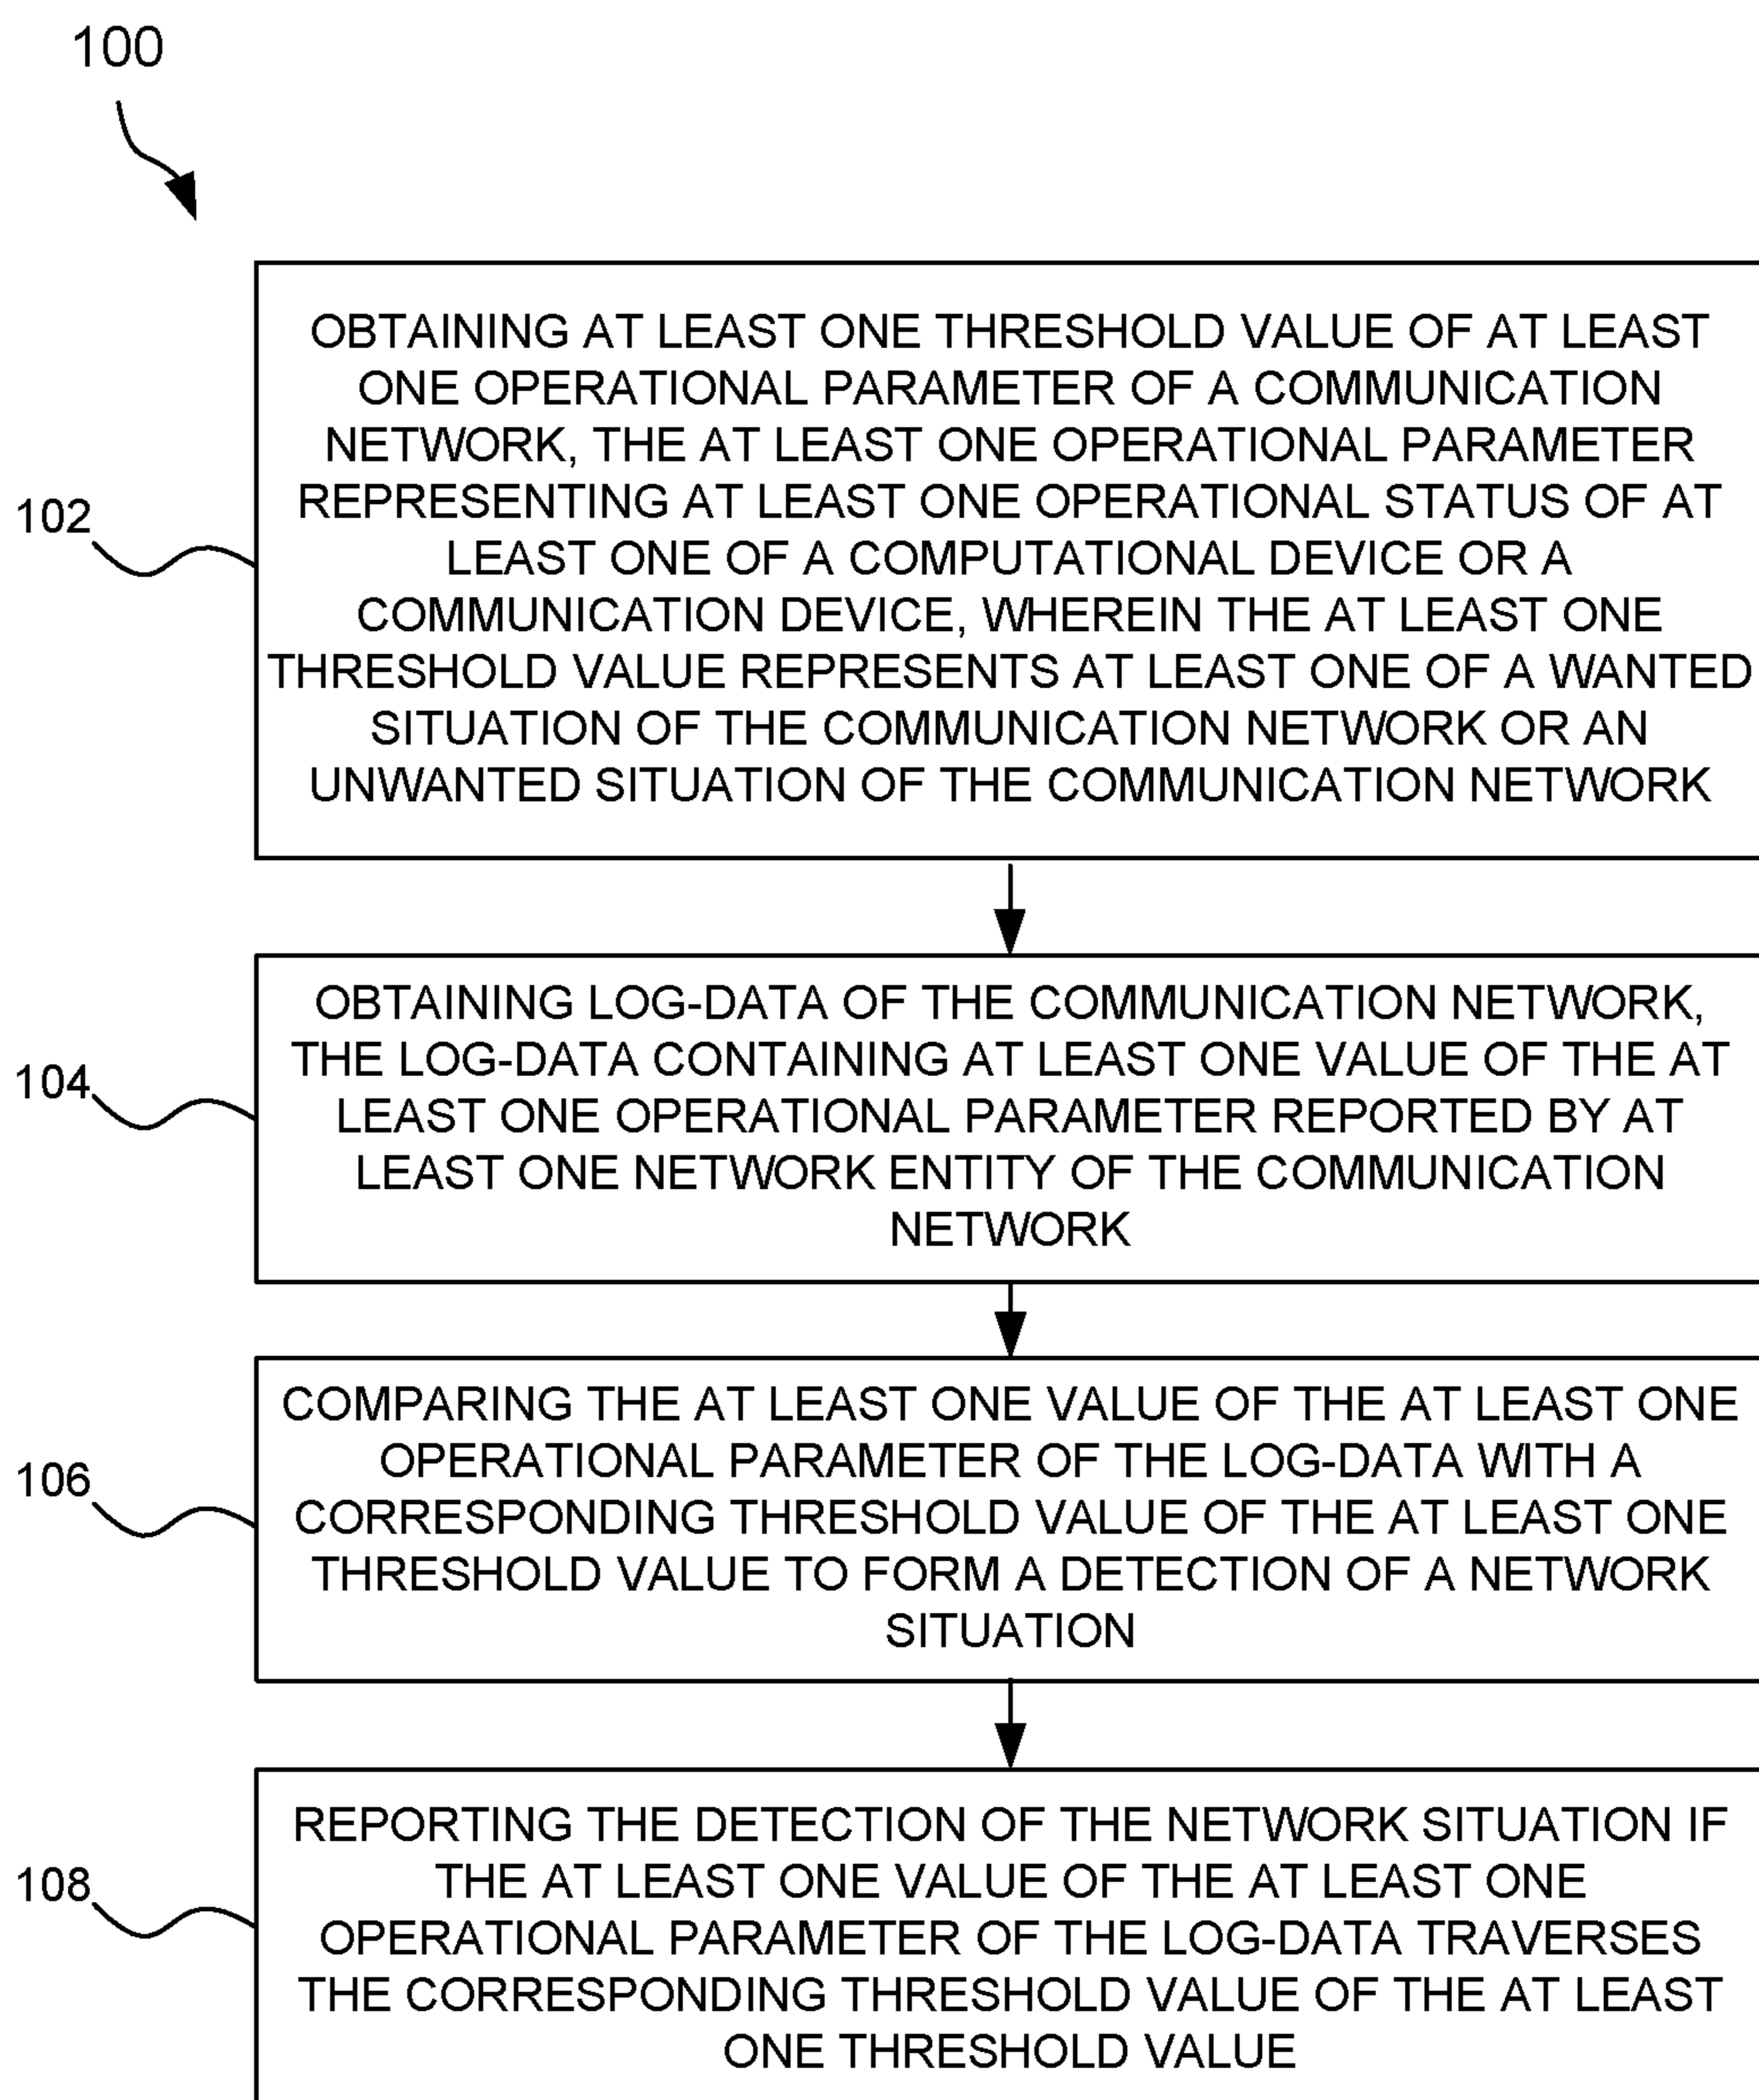 100
OBTAINING AT LEAST ONE THRESHOLD VALUE OF AT LEAST
ONE OPERATIONAL PARAMETER OF A COMMUNICATION
NETWORK, THE AT LEAST ONE OPERATIONAL PARAMETER
REPRESENTING AT LEAST ONE OPERATIONAL STATUS OF AT
LEAST ONE OF A COMPUTATIONAL DEVICE OR A
COMMUNICATION DEVICE, WHEREIN THE AT LEAST ONE
THRESHOLD VALUE REPRESENTS AT LEAST ONE OF A WANTED
SITUATION OF THE COMMUNICATION NETWORK OR AN
UNWANTED SITUATION OF THE COMMUNICATION NETWORK
102
OBTAINING LOG-DATA OF THE COMMUNICATION NETWORK,
THE LOG-DATA CONTAINING AT LEAST ONE VALUE OF THE AT
LEAST ONE OPERATIONAL PARAMETER REPORTED BY AT
LEAST ONE NETWORK ENTITY OF THE COMMUNICATION
NETWORK
104
COMPARING THE AT LEAST ONE VALUE OF THE AT LEAST ONE
OPERATIONAL PARAMETER OF THE LOG-DATA WITH A
CORRESPONDING THRESHOLD VALUE OF THE AT LEAST ONE
THRESHOLD VALUE TO FORM A DETECTION OF A NETWORK
SITUATION
106
REPORTING THE DETECTION OF THE NETWORK SITUATION IF
THE AT LEAST ONE VALUE OF THE AT LEAST ONE
OPERATIONAL PARAMETER OF THE LOG-DATA TRAVERSES
THE CORRESPONDING THRESHOLD VALUE OF THE AT LEAST
ONE THRESHOLD VALUE
108